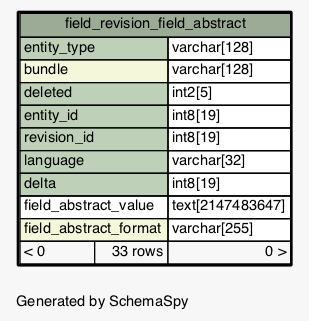 field_revision_field_abstract
entity_type varchar[128]
bundle varchar[128]
deleted int2[5]
entity_id int8[19]
revision_id int8[19]
language varchar[32]
delta int8[19]
field_abstract_value text[2147483647]
field_abstract_format varchar[255]
< 0 33 rows 0 >
Generated by SchemaSpy